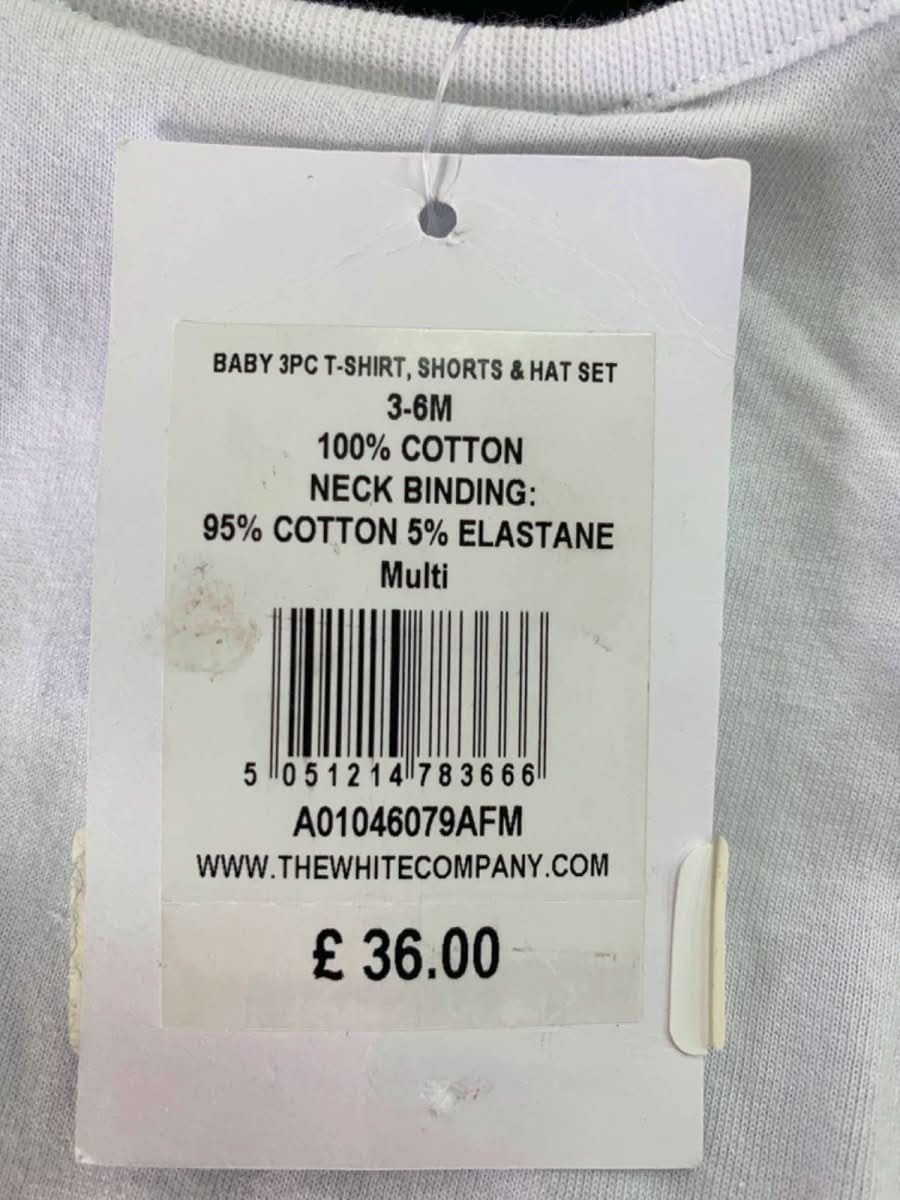 BABY 3PC T-SHIRT, SHORTS & HAT SET
3-6M
100% COTTON
NECK BINDING:
95% COTTON 5% ELASTANE
Multi
5 051214 783666
A01046079AFM
WWW.THEWHITECOMPANY.COM
£ 36.00